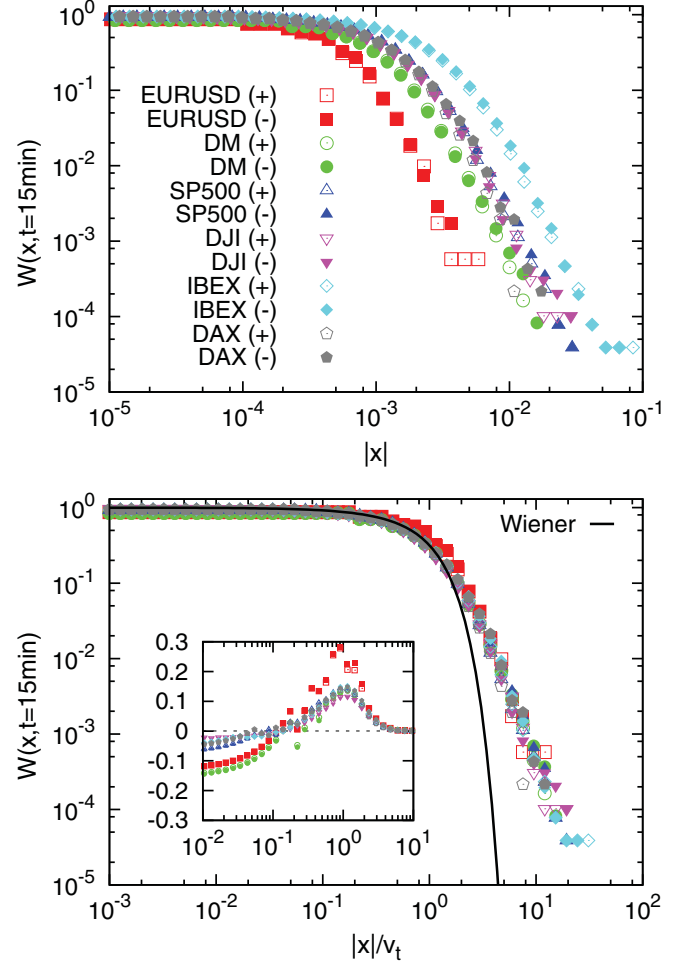 W(x,t=15min)
10^0
10^-1
10^-2
10^-3
10^-4
10^-5
EURUSD (+)
EURUSD (-)
DM (+)
DM (-)
SP500 (+)
SP500 (-)
DJI (+)
DJI (-)
IBEX (+)
IBEX (-)
DAX (+)
DAX (-)
10^-5 10^-4 10^-3 10^-2 10^-1
|x|
W(x,t=15min)
10^0
10^-1
10^-2
10^-3
10^-4
10^-5
Wiener
0.3
0.2
0.1
0
-0.1
-0.2
-0.3
10^-2 10^-1 10^0 10^1
10^-3 10^-2 10^-1 10^0 10^1 10^2
|x|/v_t